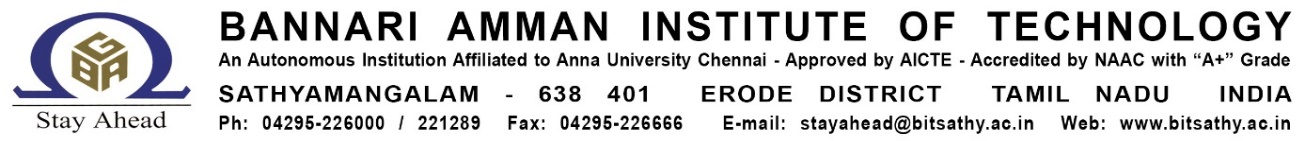 BANNARI AMMAN INSTITUTE OF TECHNOLOGY
An Autonomous Institution Affiliated to Anna University Chennai - Approved by AICTE - Accredited by NAAC with “A+” Grade
SATHYAMANGALAM - 638 401 ERODE DISTRICT TAMIL NADU INDIA
Ph: 04295-226000 / 221289 Fax: 04295-226666 E-mail: stayahead@bitsathy.ac.in Web: www.bitsathy.ac.in
G
B A
Stay Ahead